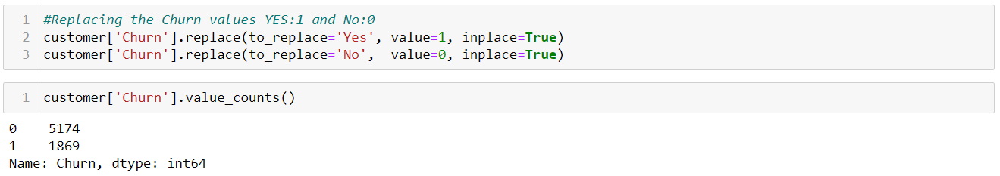 1 #Replacing the Churn values YES:1 and No:0
2 customer['Churn'].replace(to_replace='Yes', value=1, inplace=True)
3 customer['Churn'].replace(to_replace='No',  value=0, inplace=True)
1 customer['Churn'].value_counts()
0    5174
1    1869
Name: Churn, dtype: int64